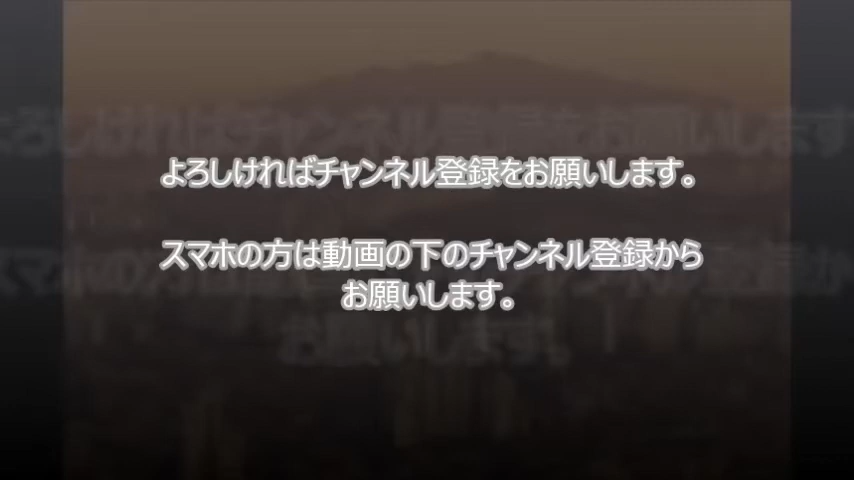 よろしければチャンネル登録をお願いします。
スマホの方は動画の下のチャンネル登録から
お願いします。